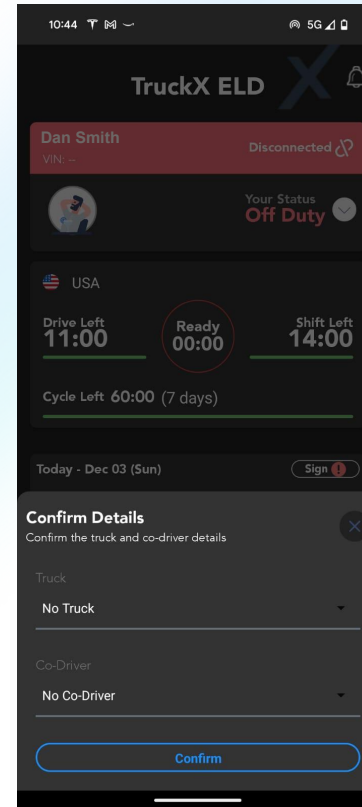 10:44
5G
TruckX ELD
Dan Smith
Disconnected
VIN: --
Your Status
Off Duty
USA
Drive Left
11:00
Ready
00:00
Shift Left
14:00
Cycle Left 60:00 (7 days)
Today - Dec 03 (Sun)
Sign
Confirm Details
Confirm the truck and co-driver details
Truck
No Truck
Co-Driver
No Co-Driver
Confirm